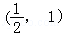 (1/2, 1)